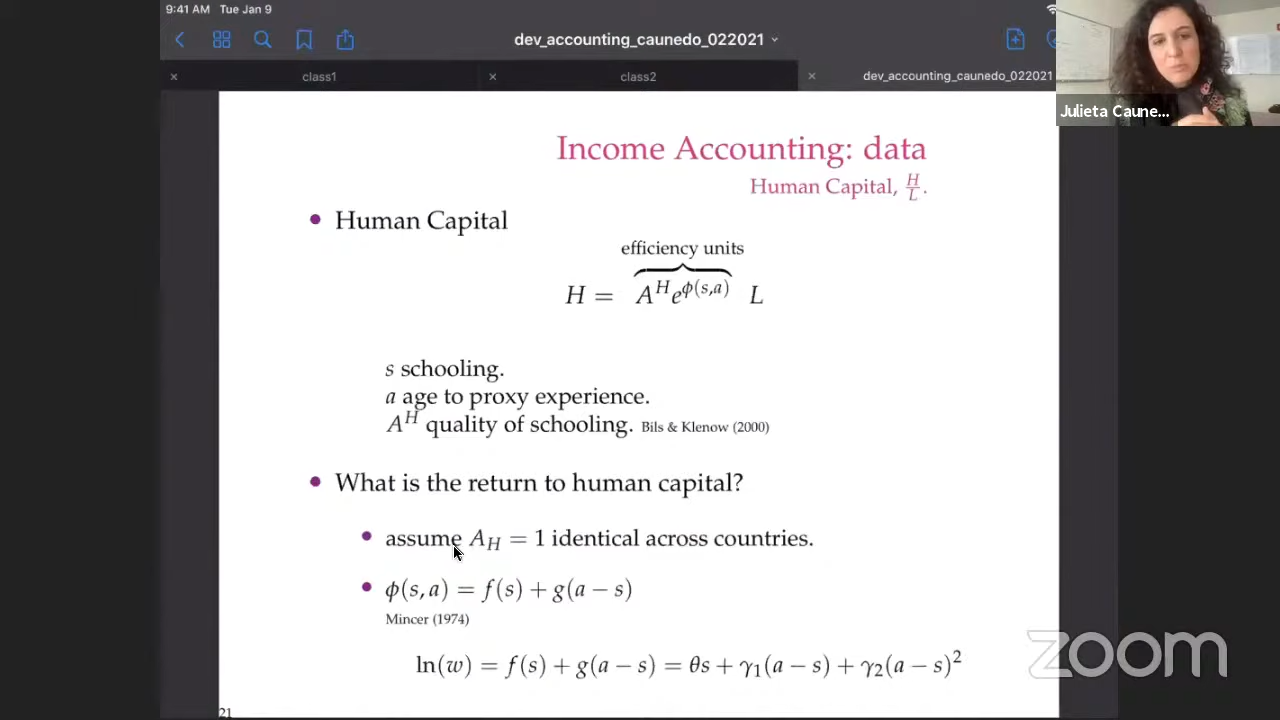 9:41 AM Tue Jan 9
dev_accounting_caunedo_022021
class1
class2
dev_accounting_caunedo_022021
Julieta Caune...
Income Accounting: data
Human Capital, H/L.
• Human Capital
efficiency units
H = A^H e^{ϕ(s,a)} L
s schooling.
a age to proxy experience.
A^H quality of schooling. Bils & Klenow (2000)
• What is the return to human capital?
• assume A_H = 1 identical across countries.
• ϕ(s, a) = f(s) + g(a − s)
Mincer (1974)
ln(w) = f(s) + g(a − s) = θs + γ₁(a − s) + γ₂(a − s)²
zoom
21